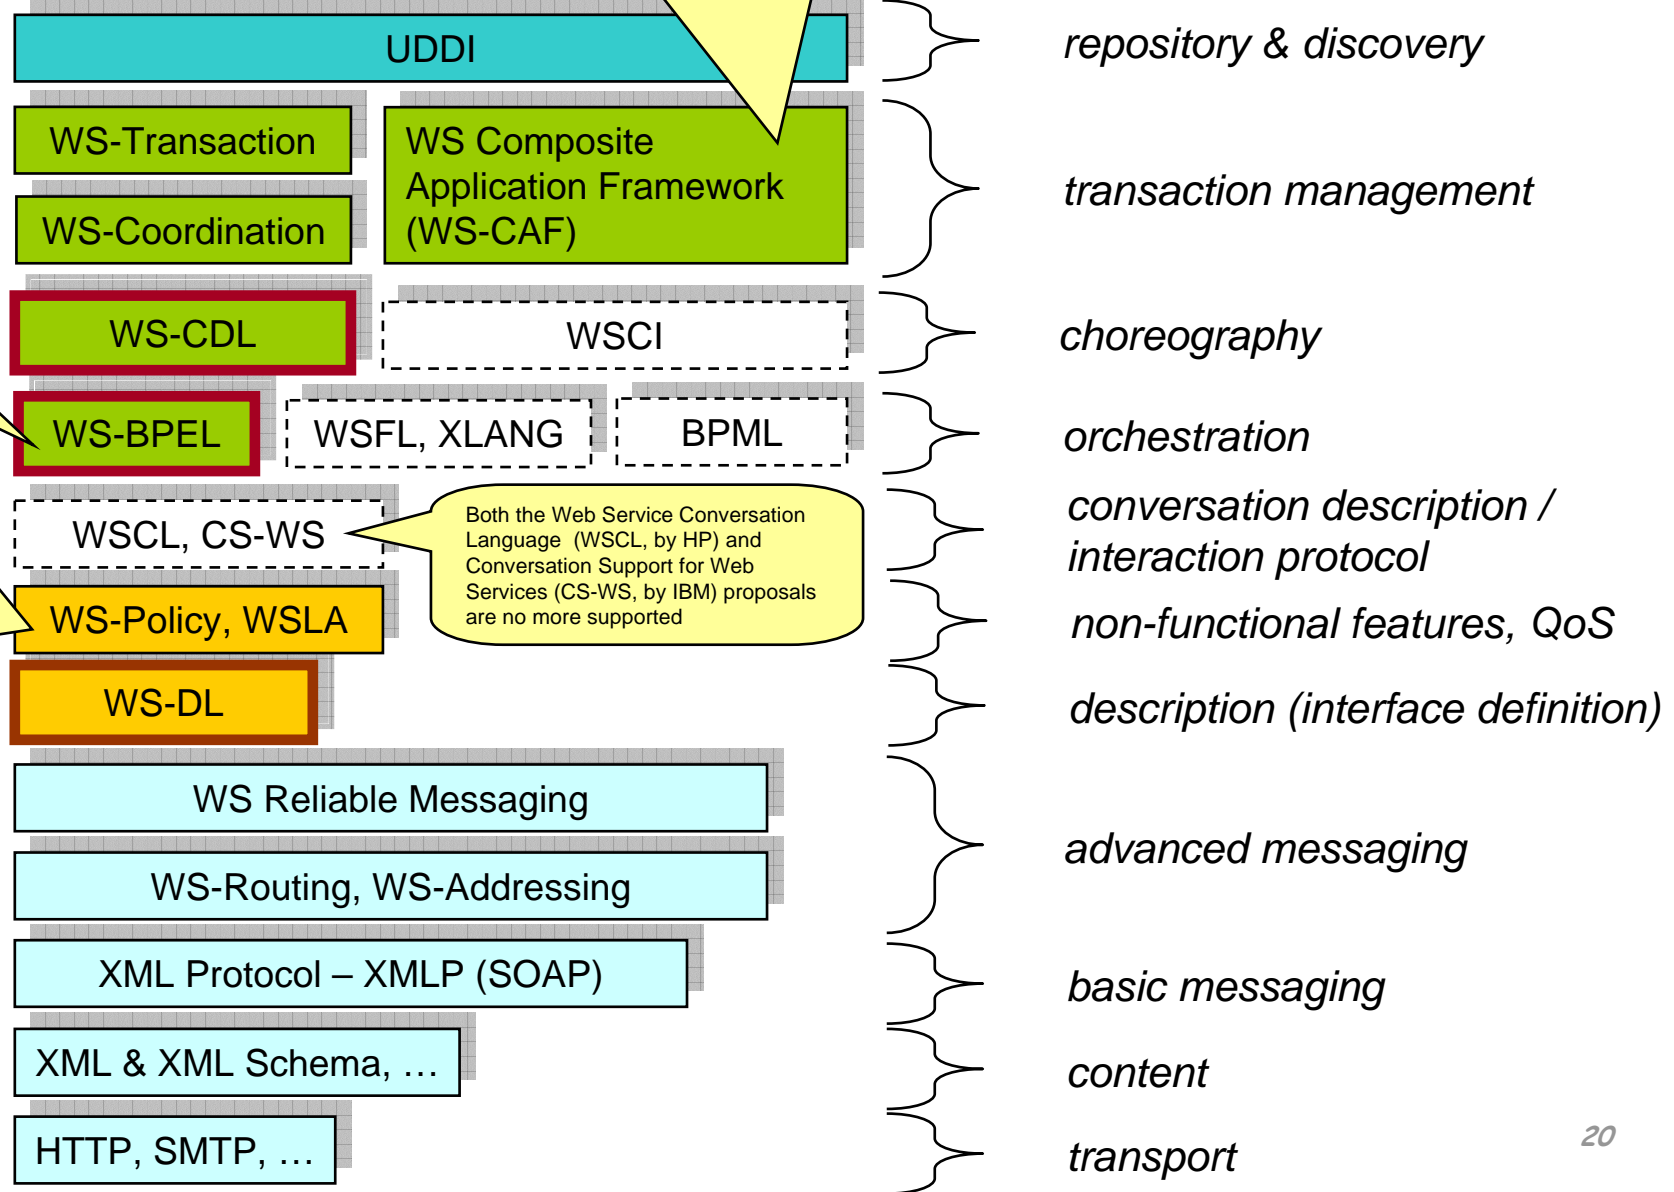 UDDI
repository & discovery
WS-Transaction
WS-Coordination
WS Composite
Application Framework
(WS-CAF)
transaction management
WS-CDL
WSCI
choreography
WS-BPEL
WSFL, XLANG
BPML
orchestration
WSCL, CS-WS
Both the Web Service Conversation
Language (WSCL, by HP) and
Conversation Support for Web
Services (CS-WS, by IBM) proposals
are no more supported
conversation description /
interaction protocol
WS-Policy, WSLA
non-functional features, QoS
WS-DL
description (interface definition)
WS Reliable Messaging
WS-Routing, WS-Addressing
advanced messaging
XML Protocol – XMLP (SOAP)
basic messaging
XML & XML Schema, …
content
HTTP, SMTP, …
transport
20